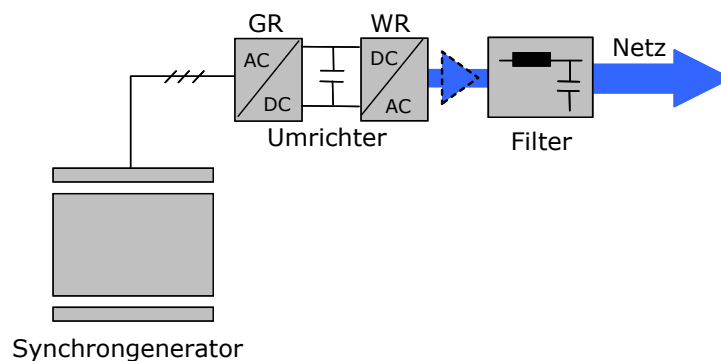 GR
WR
Netz
AC
DC
DC
AC
Umrichter
Filter
Synchrongenerator